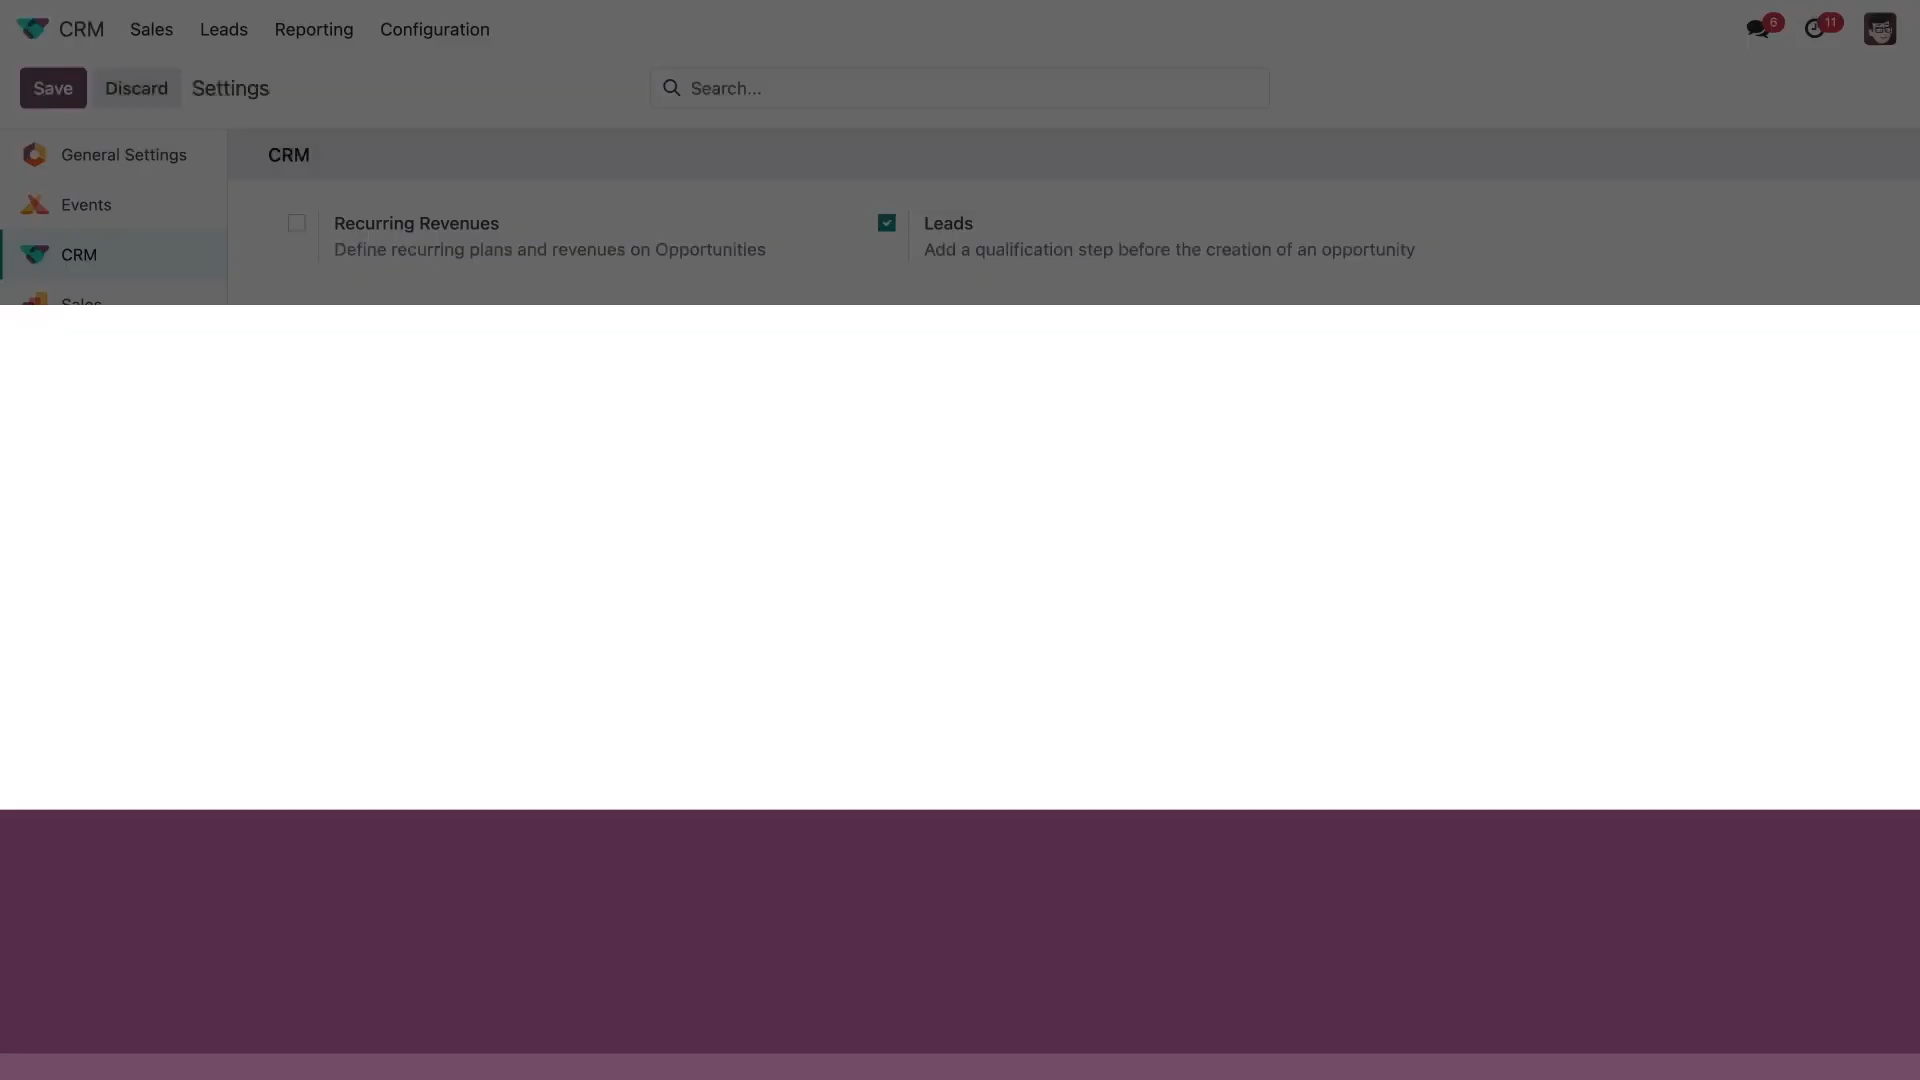 CRM Sales Leads Reporting Configuration 6 11
Save Discard Settings Search...
General Settings
Events
CRM
Sales
CRM
Recurring Revenues
Define recurring plans and revenues on Opportunities
Leads
Add a qualification step before the creation of an opportunity